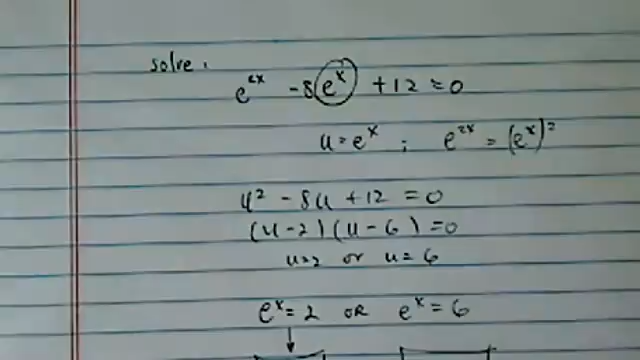 solve:
e^{2x} - 8e^x + 12 = 0
u = e^x ; e^{2x} = (e^x)^2
u^2 - 8u + 12 = 0
(u-2)(u-6) = 0
u=2 or u=6
e^x = 2 OR e^x = 6